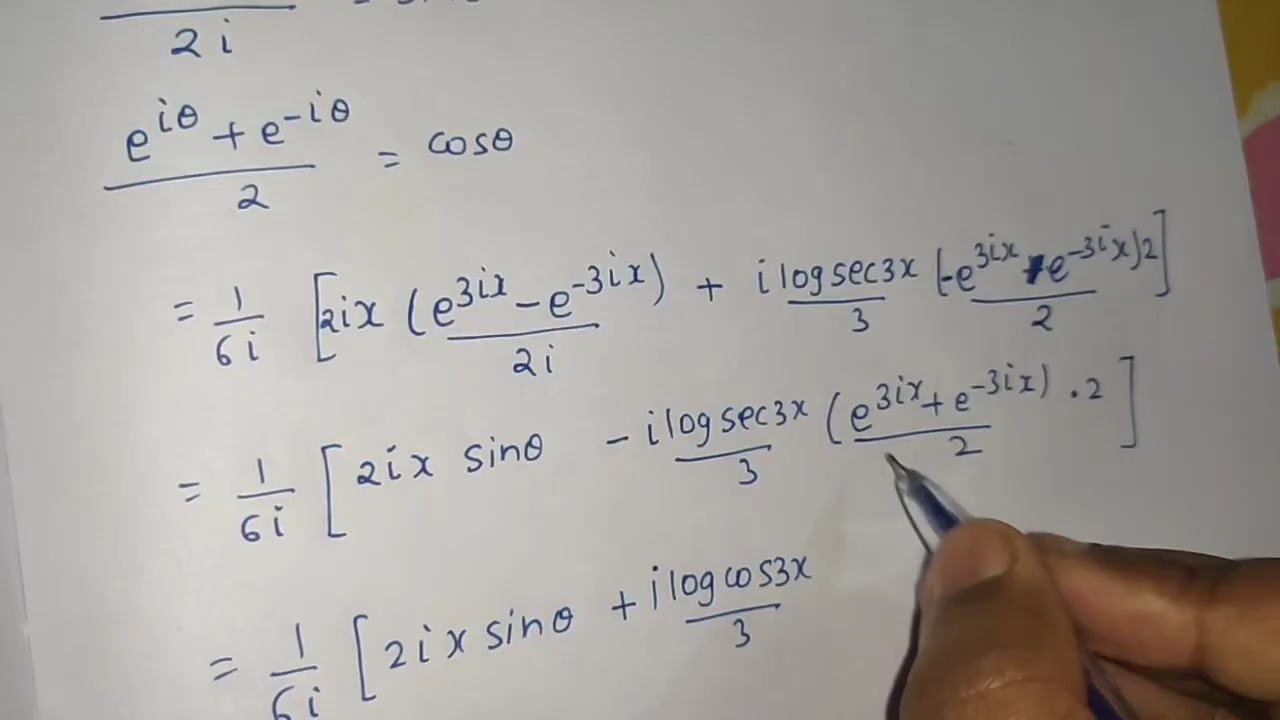 2i
e^{iθ} + e^{-iθ} / 2 = cosθ
= 1/6i [2ix (e^{3ix} - e^{-3ix}) / 2i + i log sec3x / 3 (-e^{3ix} - e^{-3ix})2 / 2]
= 1/6i [2ix sinθ - i log sec3x / 3 (e^{3ix} + e^{-3ix}) / 2 . 2]
= 1/6i [2ix sinθ + i log cos3x / 3